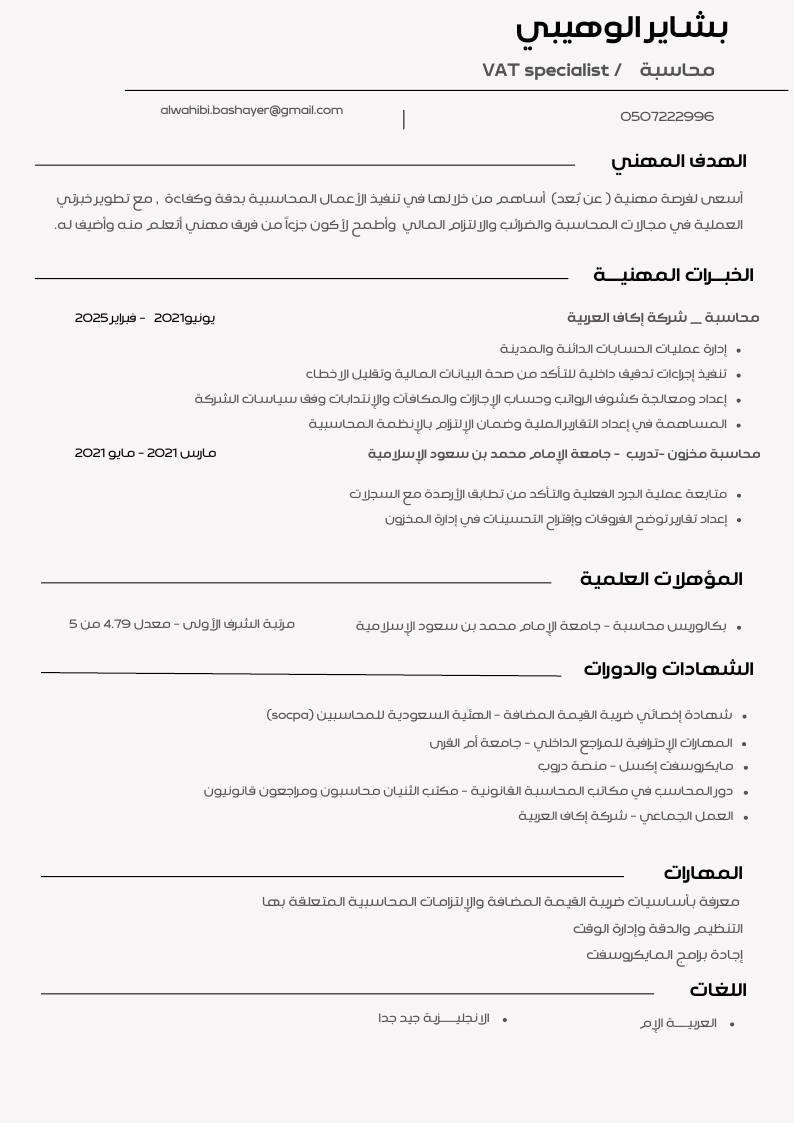 بشاير الوهيبي
محاسبة / VAT specialist
0507222996 | alwahibi.bashayer@gmail.com
الهدف المهني
أسعى لفرصة مهنية ( عن بُعد) أساهم من خلالها في تنفيذ الأعمال المحاسبية بدقة وكفاءة , مع تطوير خبرتي
العملية في مجالات المحاسبة والضرائب والالتزام المالي وأطمح لأكون جزءاً من فريق مهني أتعلم منه وأضيف له.
الخبـــرات المهنيـــة
محاسبة __ شركة إكاف العربية يونيو2021 - فبراير2025
• إدارة عمليات الحسابات الدائنة والمدينة
• تنفيذ إجراءات تدقيق داخلية للتأكد من صحة البيانات المالية وتقليل الاخطاء
• إعداد ومعالجة كشوف الرواتب وحساب الإجازات والمكافآت والإنتدابات وفق سياسات الشركة
• المساهمة في إعداد التقارير الملية وضمان الإلتزام بالإنظمة المحاسبية
محاسبة مخزون -تدريب - جامعة الإمام محمد بن سعود الإسلامية مارس 2021 - مايو 2021
• متابعة عملية الجرد الفعلية والتأكد من تطابق الأرصدة مع السجلات
• إعداد تقارير توضح الفروقات وإقتراح التحسينات في إدارة المخزون
المؤهلات العلمية
• بكالوريس محاسبة - جامعة الإمام محمد بن سعود الإسلامية مرتبة الشرف الأولى - معدل 4.79 من 5
الشهادات والدورات
• شهادة إخصائي ضريبة القيمة المضافة - الهئية السعودية للمحاسبين (socpa)
• المهارات الإحترافية للمراجع الداخلي - جامعة أم القرى
• مايكروسفت إكسل - منصة دروب
• دور المحاسب في مكاتب المحاسبة القانونية - مكتب الثنيان محاسبون ومراجعون قانونيون
• العمل الجماعي - شركة إكاف العربية
المهارات
معرفة بأساسيات ضريبة القيمة المضافة والإلتزامات المحاسبية المتعلقة بها
التنظيم والدقة وإدارة الوقت
إجادة برامج المايكروسفت
اللغات
• العربيـــة الإم • الانجليـــزية جيد جدا